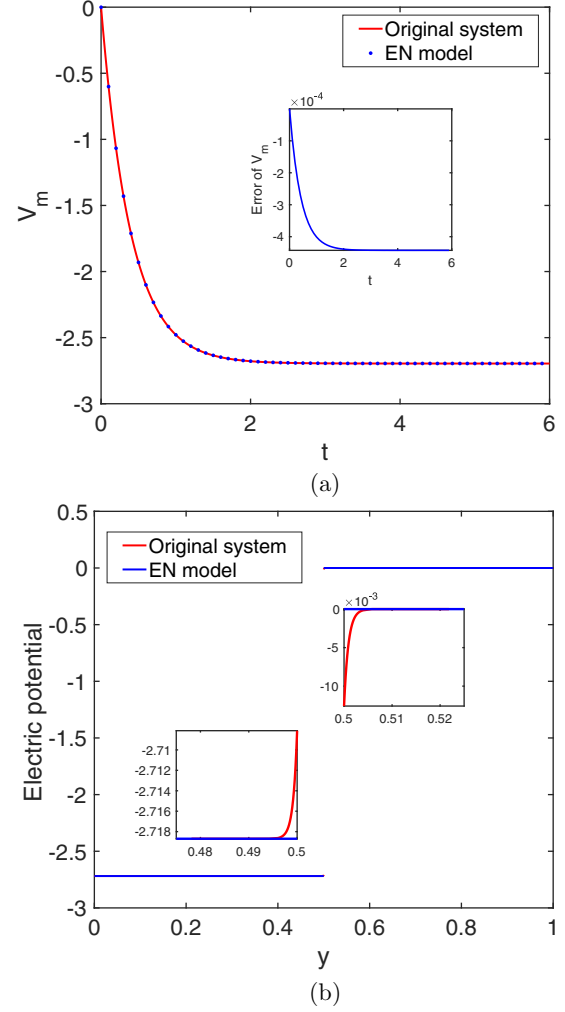 0
-0.5
-1
-1.5
-2
-2.5
-3
V_m
0 2 4 6
t
Original system
EN model
×10^-4
-1
-2
-3
-4
Error of V_m
0 2 4 6
t
(a)
0.5
0
-0.5
-1
-1.5
-2
-2.5
-3
Electric potential
Original system
EN model
×10^-3
0
-5
-10
0.5 0.51 0.52
-2.71
-2.712
-2.714
-2.716
-2.718
0.48 0.49 0.5
0 0.2 0.4 0.6 0.8 1
y
(b)